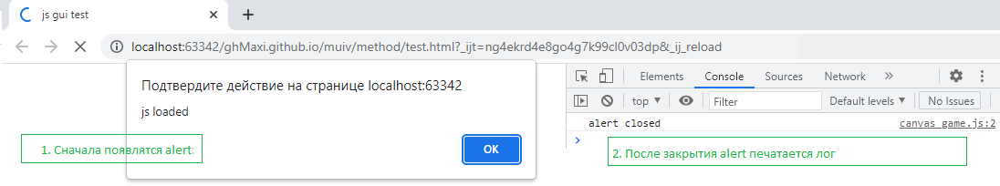 js gui test
localhost:63342/ghMaxi.github.io/muiv/method/test.html?_ijt=ng4ekrd4e8go4g7k99cl0v03dp&_ij_reload
Подтвердите действие на странице localhost:63342
js loaded
1. Сначала появлятся alert:
OK
Elements Console Sources Network »
top ▼ Filter Default levels ▼ No Issues
alert closed canvas_game.js:2
2. После закрытия alert печатается лог